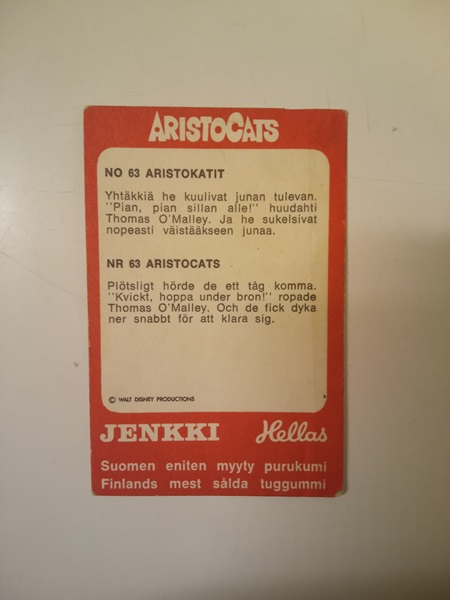 ARISTOCATS
NO 63 ARISTOKATIT
Yhtäkkiä he kuulivat junan tulevan.
"Pian, pian sillan alle!" huudahti
Thomas O'Malley. Ja he sukelsivat
nopeasti väistääkseen junaa.
NR 63 ARISTOCATS
Plötsligt hörde de ett tåg komma.
"Kvickt, hoppa under bron!" ropade
Thomas O'Malley. Och de fick dyka
ner snabbt för att klara sig.
© WALT DISNEY PRODUCTIONS
JENKKI Hellas
Suomen eniten myyty purukumi
Finlands mest sålda tuggummi